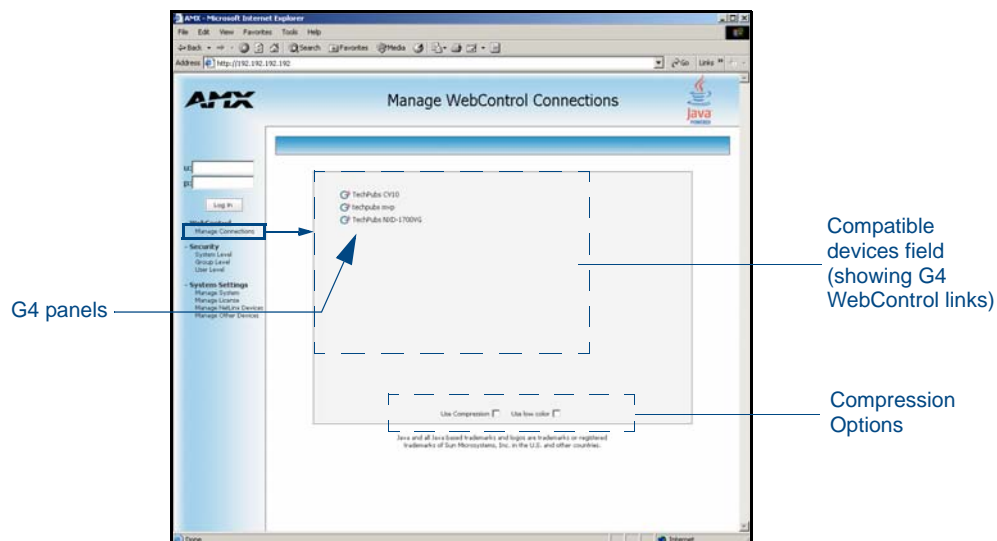 AMX - Microsoft Internet Explorer
File Edit View Favorites Tools Help
Back Search Favorites Media
Address http://192.192.192.192 Go Links »
AMX
Manage WebControl Connections
Java
POWERED
u:
p:
Log In
WebControl
Manage Connections
- Security
System Level
Group Level
User Level
- System Settings
Manage System
Manage License
Manage NetLinx Devices
Manage Other Devices
TechPubs CV10
techpubs mvp
TechPubs NXD-1700VG
G4 panels
Compatible
devices field
(showing G4
WebControl links)
Use Compression Use low color
Compression
Options
Java and all Java based trademarks and logos are trademarks or registered
trademarks of Sun Microsystems, Inc. in the U.S. and other countries.
Done Internet